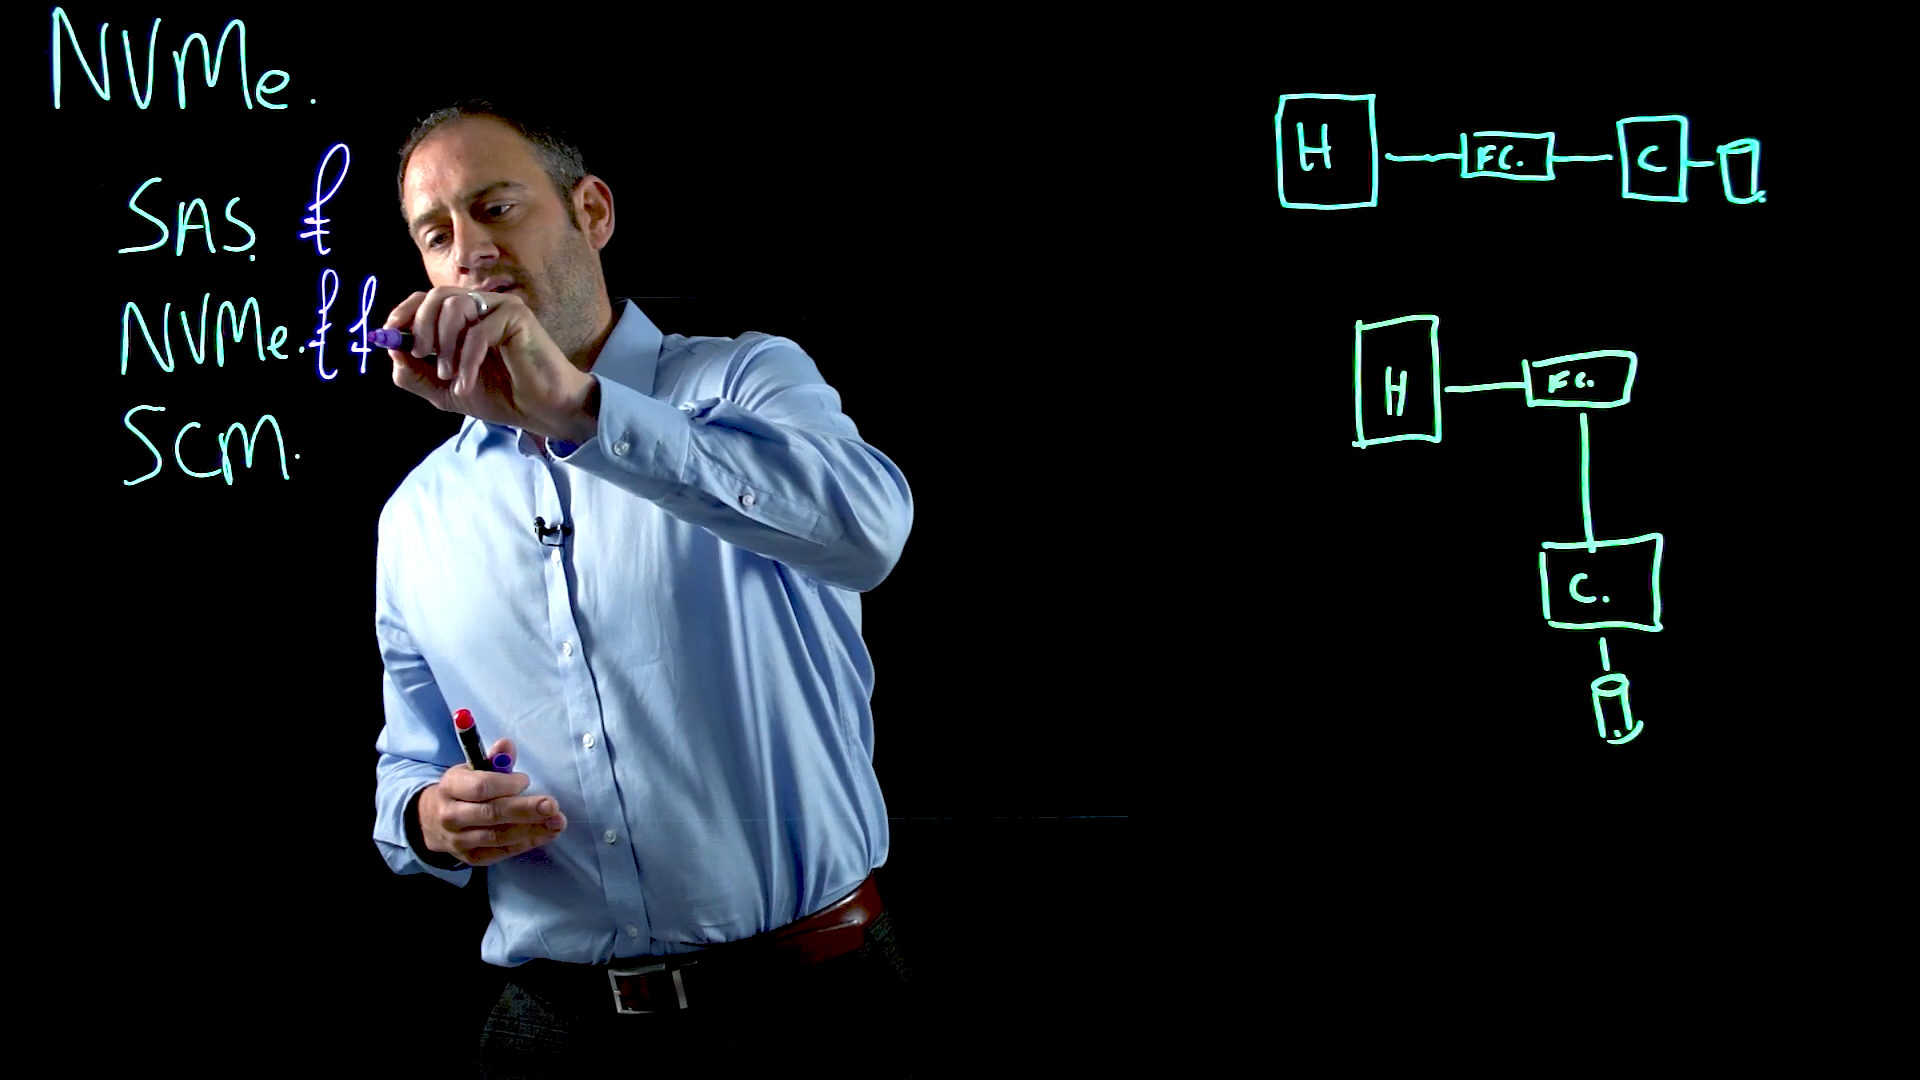 NVMe.
SAS. £
NVMe. ££
SCM.
H FC. C
H FC.
C.